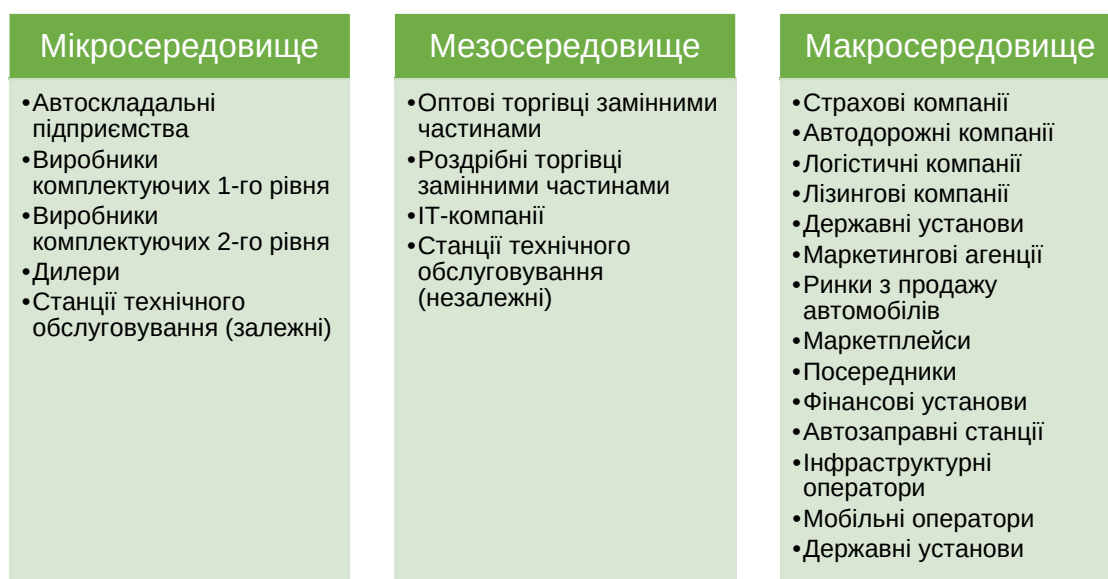 Мікросередовище
•Автоскладальні
підприємства
•Виробники
комплектуючих 1-го рівня
•Виробники
комплектуючих 2-го рівня
•Дилери
•Станції технічного
обслуговування (залежні)
Мезосередовище
•Оптові торгівці замінними
частинами
•Роздрібні торгівці
замінними частинами
•ІТ-компанії
•Станції технічного
обслуговування
(незалежні)
Макросередовище
•Страхові компанії
•Автодорожні компанії
•Логістичні компанії
•Лізингові компанії
•Державні установи
•Маркетингові агенції
•Ринки з продажу
автомобілів
•Маркетплейси
•Посередники
•Фінансові установи
•Автозаправні станції
•Інфраструктурні
оператори
•Мобільні оператори
•Державні установи